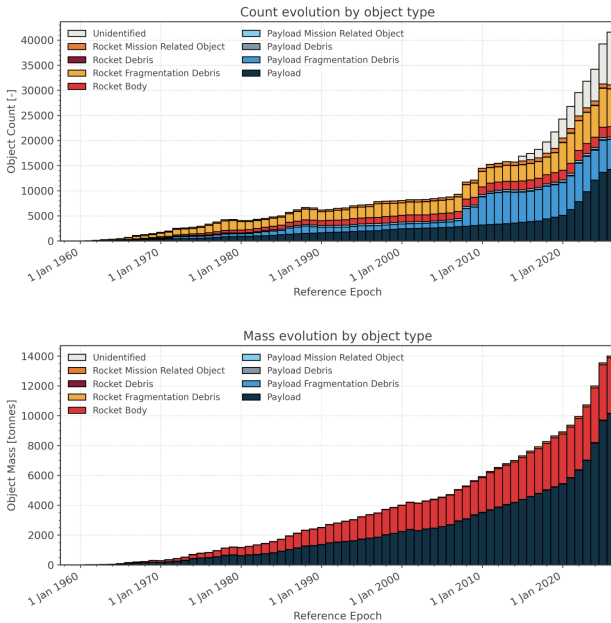 Count evolution by object type
Unidentified
Rocket Mission Related Object
Rocket Debris
Rocket Fragmentation Debris
Rocket Body
Payload Mission Related Object
Payload Debris
Payload Fragmentation Debris
Payload
Object Count [-]
40000
35000
30000
25000
20000
15000
10000
5000
0
1 Jan 1960
1 Jan 1970
1 Jan 1980
1 Jan 1990
1 Jan 2000
1 Jan 2010
1 Jan 2020
Reference Epoch
Mass evolution by object type
Unidentified
Rocket Mission Related Object
Rocket Debris
Rocket Fragmentation Debris
Rocket Body
Payload Mission Related Object
Payload Debris
Payload Fragmentation Debris
Payload
Object Mass [tonnes]
14000
12000
10000
8000
6000
4000
2000
0
1 Jan 1960
1 Jan 1970
1 Jan 1980
1 Jan 1990
1 Jan 2000
1 Jan 2010
1 Jan 2020
Reference Epoch